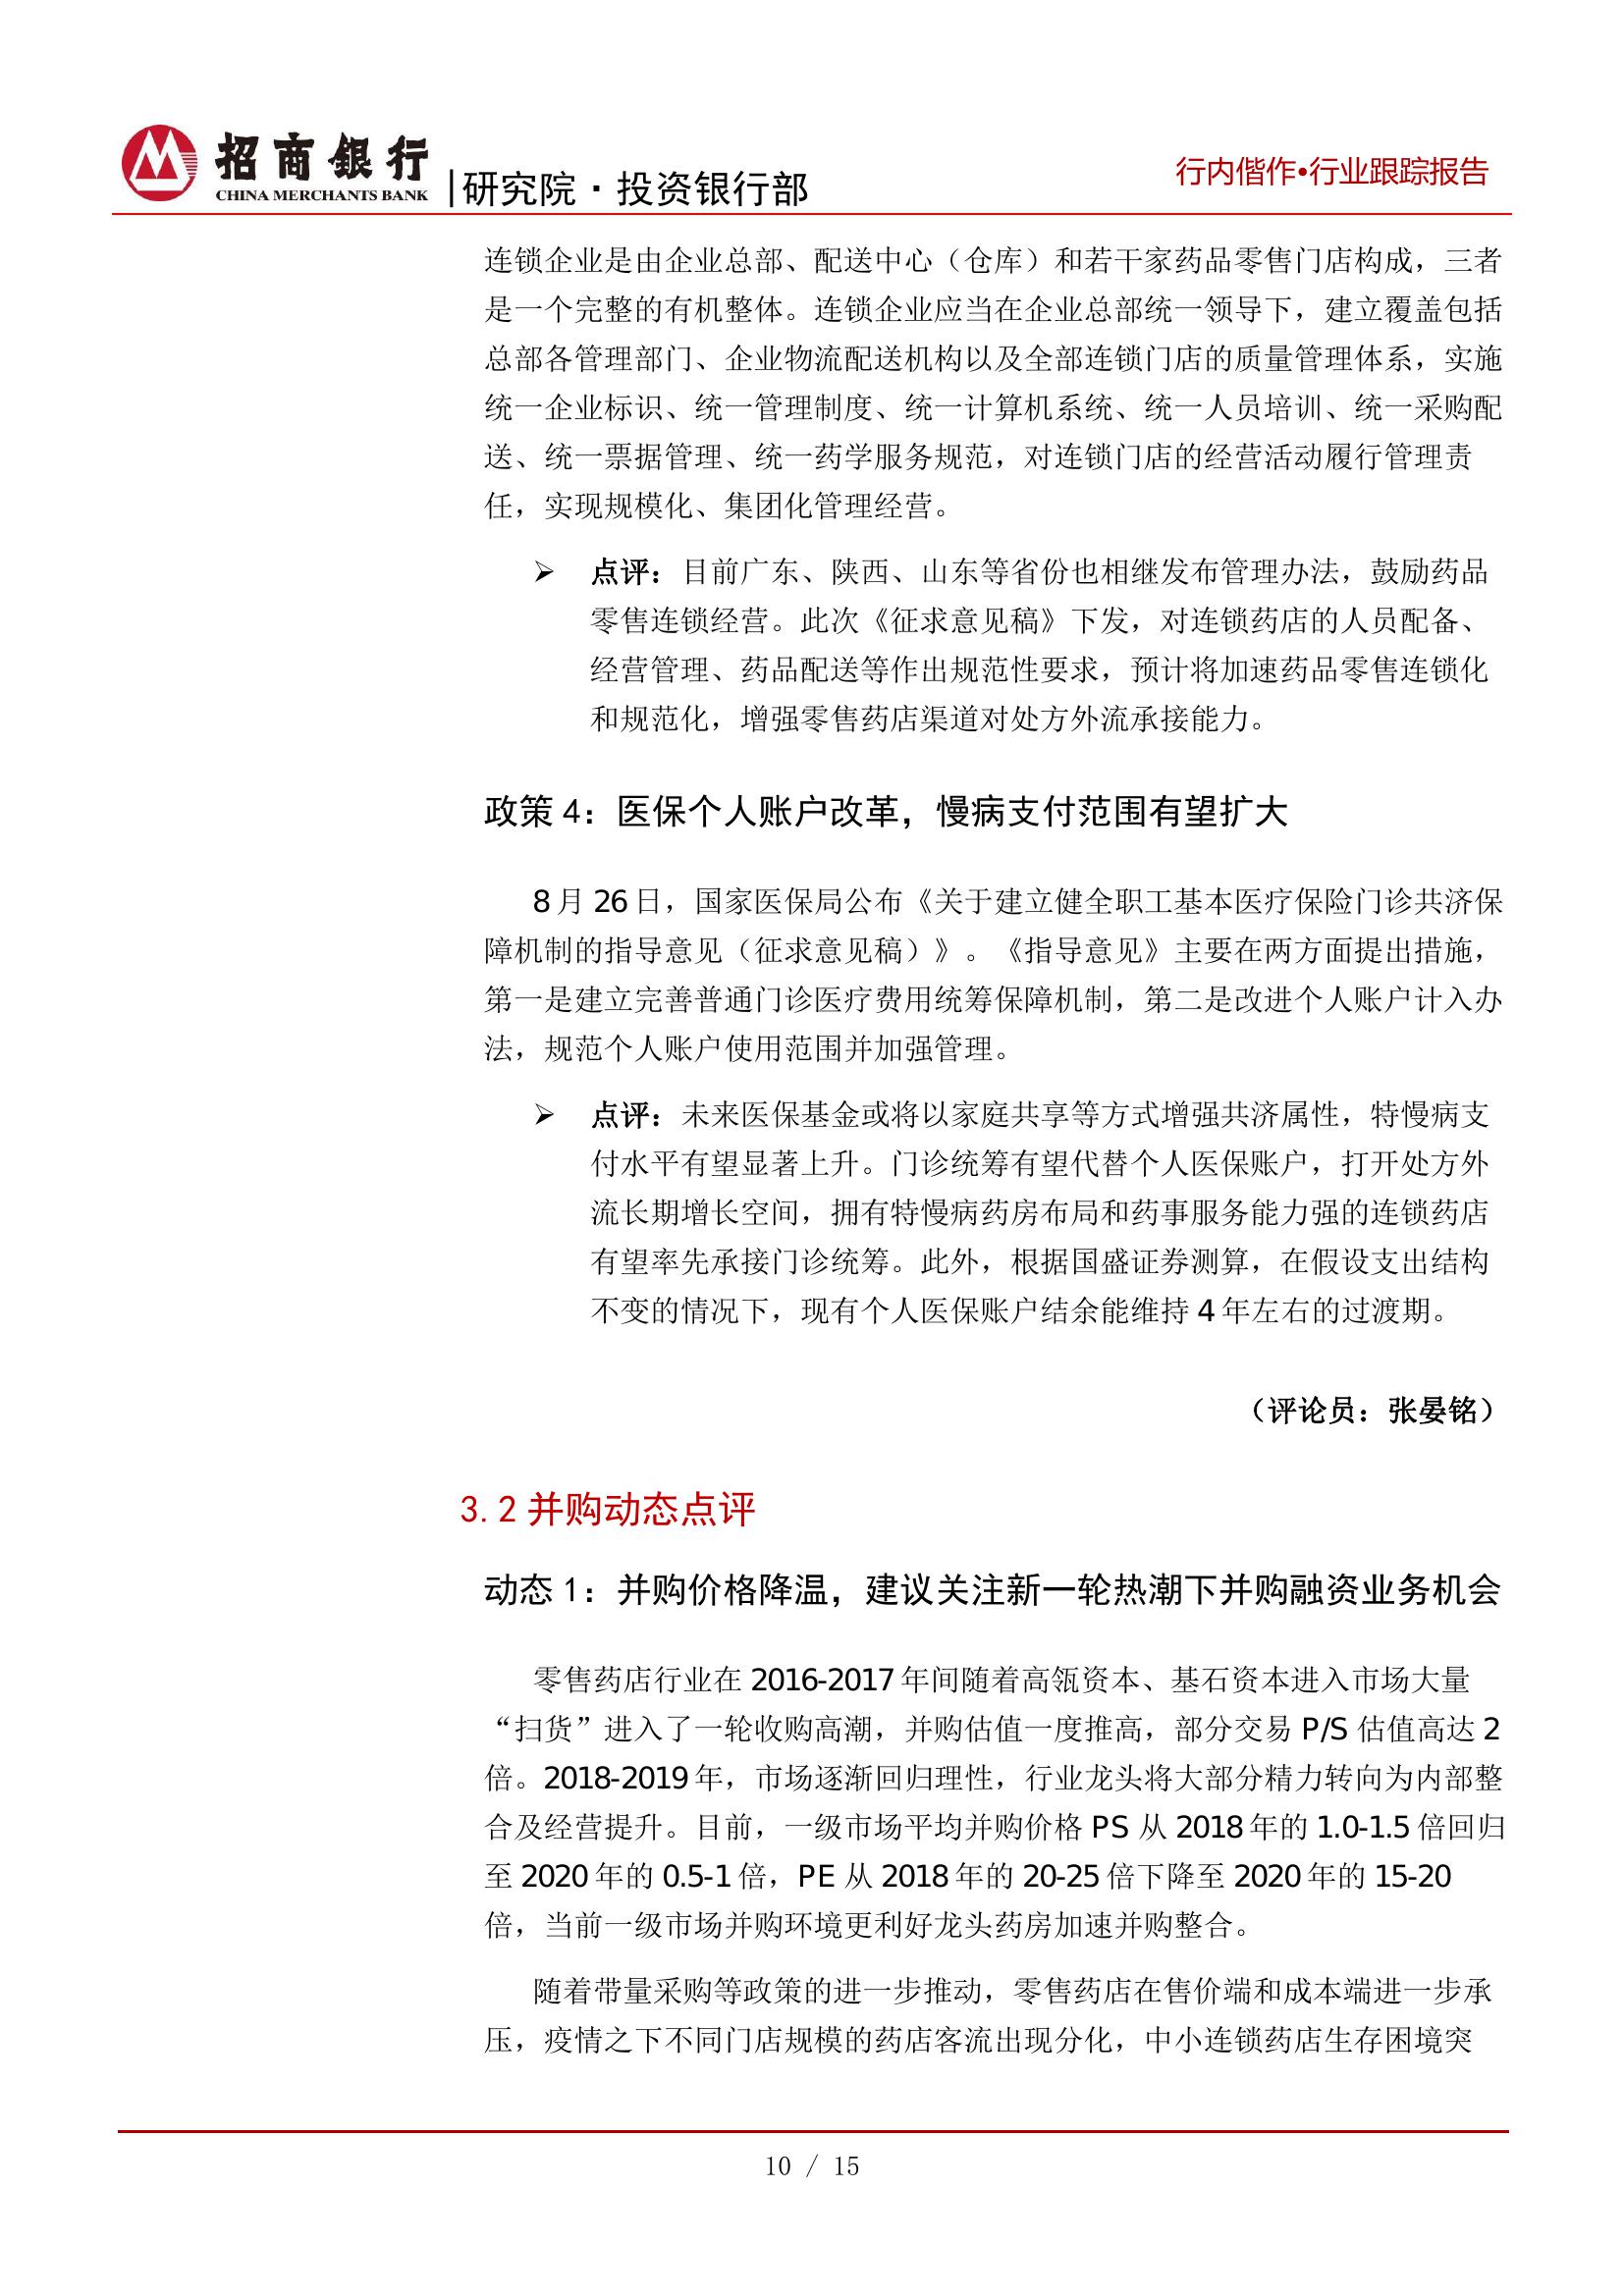 招商银行
CHINA MERCHANTS BANK
|研究院·投资银行部
行内偕作•行业跟踪报告
连锁企业是由企业总部、配送中心（仓库）和若干家药品零售门店构成，三者
是一个完整的有机整体。连锁企业应当在企业总部统一领导下，建立覆盖包括
总部各管理部门、企业物流配送机构以及全部连锁门店的质量管理体系，实施
统一企业标识、统一管理制度、统一计算机系统、统一人员培训、统一采购配
送、统一票据管理、统一药学服务规范，对连锁门店的经营活动履行管理责
任，实现规模化、集团化管理经营。
➢ 点评：目前广东、陕西、山东等省份也相继发布管理办法，鼓励药品
零售连锁经营。此次《征求意见稿》下发，对连锁药店的人员配备、
经营管理、药品配送等作出规范性要求，预计将加速药品零售连锁化
和规范化，增强零售药店渠道对处方外流承接能力。
政策 4：医保个人账户改革，慢病支付范围有望扩大
8 月 26 日，国家医保局公布《关于建立健全职工基本医疗保险门诊共济保
障机制的指导意见（征求意见稿）》。《指导意见》主要在两方面提出措施，
第一是建立完善普通门诊医疗费用统筹保障机制，第二是改进个人账户计入办
法，规范个人账户使用范围并加强管理。
➢ 点评：未来医保基金或将以家庭共享等方式增强共济属性，特慢病支
付水平有望显著上升。门诊统筹有望代替个人医保账户，打开处方外
流长期增长空间，拥有特慢病药房布局和药事服务能力强的连锁药店
有望率先承接门诊统筹。此外，根据国盛证券测算，在假设支出结构
不变的情况下，现有个人医保账户结余能维持 4 年左右的过渡期。
（评论员：张晏铭）
3.2 并购动态点评
动态 1：并购价格降温，建议关注新一轮热潮下并购融资业务机会
零售药店行业在 2016-2017 年间随着高瓴资本、基石资本进入市场大量
“扫货”进入了一轮收购高潮，并购估值一度推高，部分交易 P/S 估值高达 2
倍。2018-2019 年，市场逐渐回归理性，行业龙头将大部分精力转向为内部整
合及经营提升。目前，一级市场平均并购价格 PS 从 2018 年的 1.0-1.5 倍回归
至 2020 年的 0.5-1 倍，PE 从 2018 年的 20-25 倍下降至 2020 年的 15-20
倍，当前一级市场并购环境更利好龙头药房加速并购整合。
随着带量采购等政策的进一步推动，零售药店在售价端和成本端进一步承
压，疫情之下不同门店规模的药店客流出现分化，中小连锁药店生存困境突
10 / 15